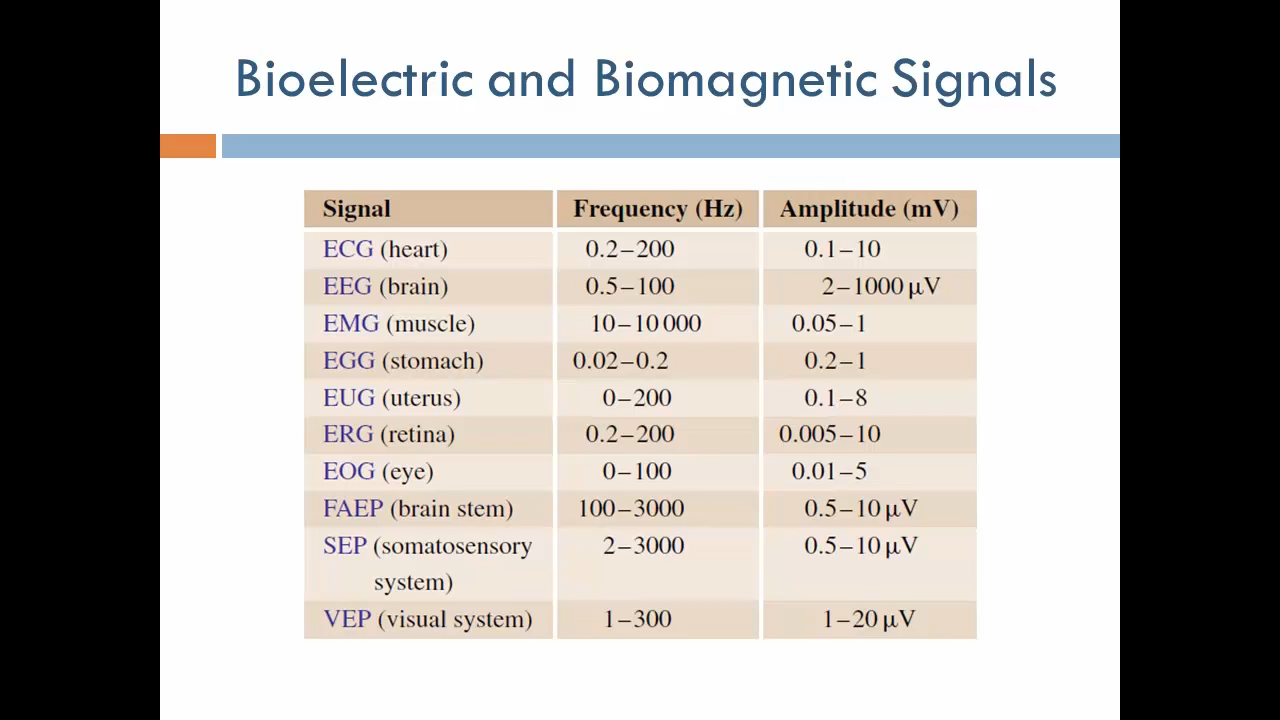 Bioelectric and Biomagnetic Signals
Signal Frequency (Hz) Amplitude (mV)
ECG (heart) 0.2–200 0.1–10
EEG (brain) 0.5–100 2–1000 μV
EMG (muscle) 10–10 000 0.05–1
EGG (stomach) 0.02–0.2 0.2–1
EUG (uterus) 0–200 0.1–8
ERG (retina) 0.2–200 0.005–10
EOG (eye) 0–100 0.01–5
FAEP (brain stem) 100–3000 0.5–10 μV
SEP (somatosensory 2–3000 0.5–10 μV
system)
VEP (visual system) 1–300 1–20 μV